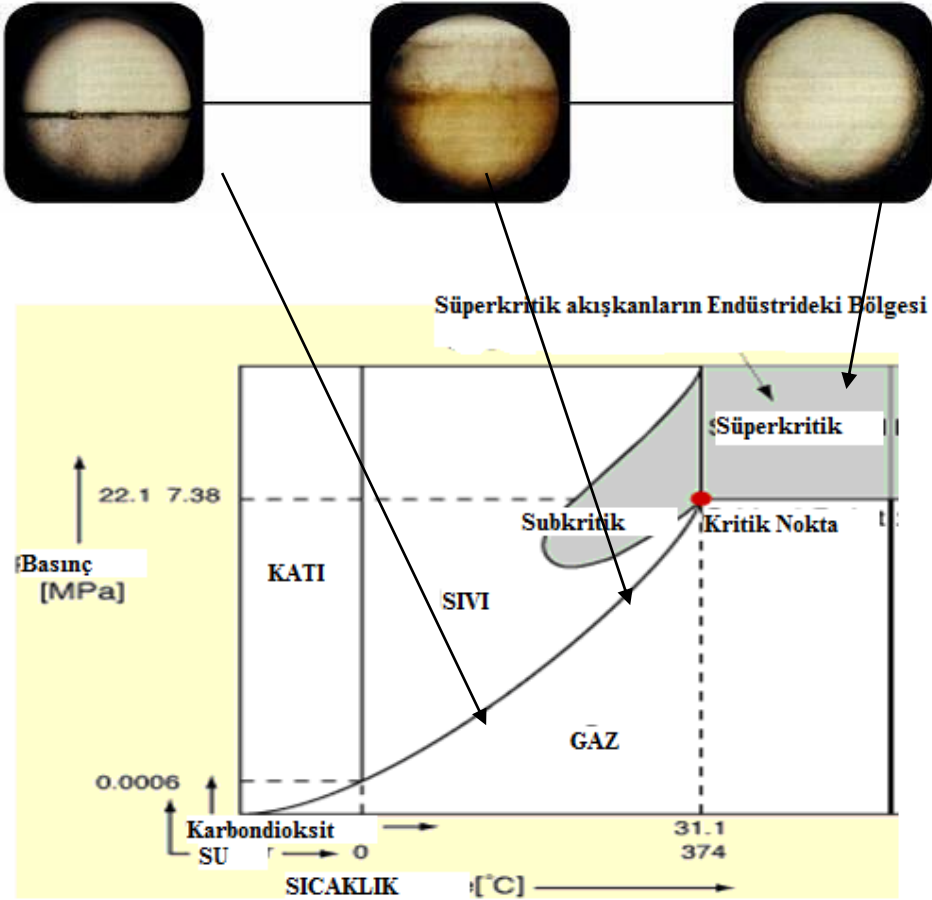 Süperkritik akışkanların Endüstrideki Bölgesi
Süperkritik
22.1 7.38
Subkritik
Kritik Nokta
Basınç
[MPa]
KATI
SIVI
GAZ
0.0006
Karbondioksit
31.1
SU
0
374
SICAKLIK
[°C]